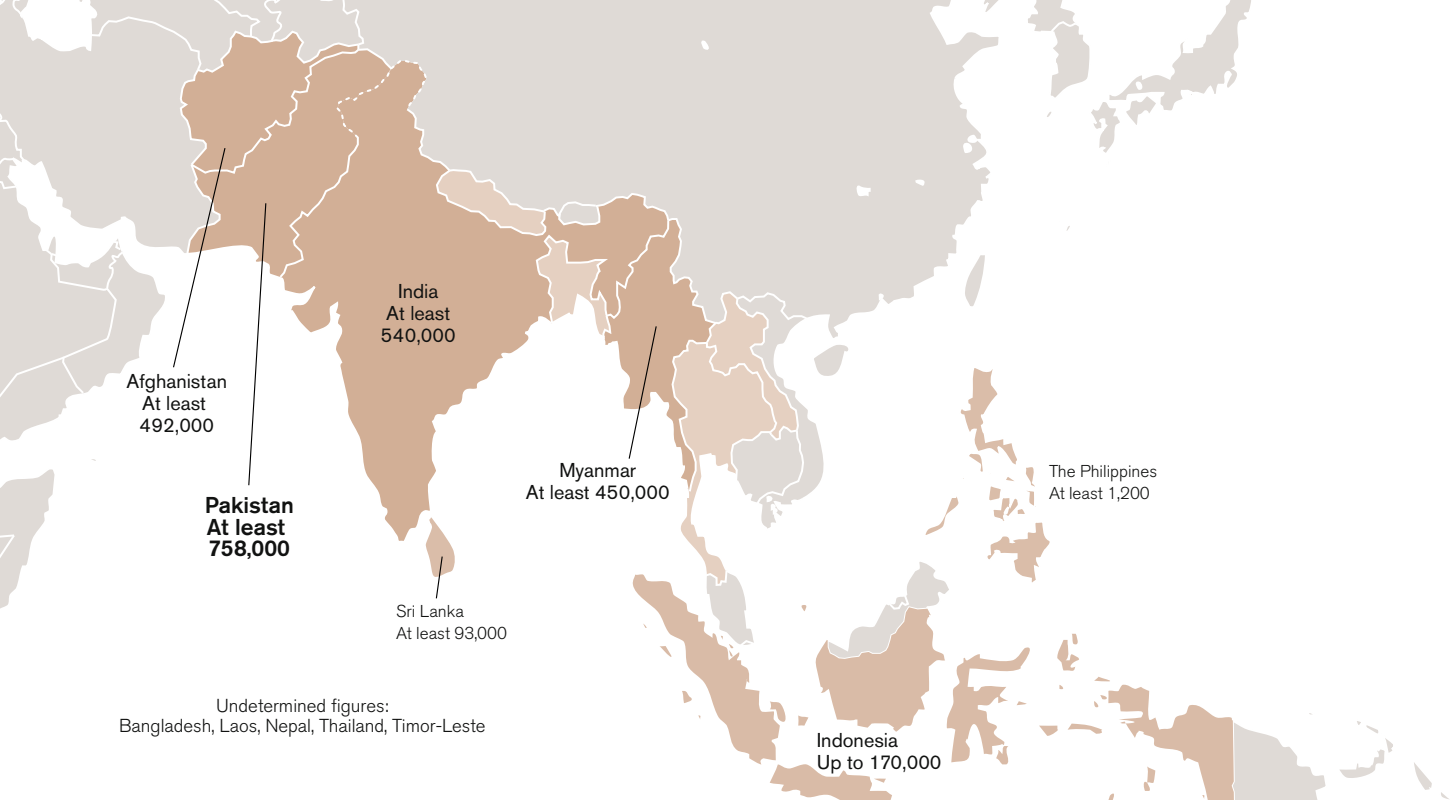 India
At least
540,000
Afghanistan
At least
492,000
Pakistan
At least
758,000
Myanmar
At least 450,000
The Philippines
At least 1,200
Sri Lanka
At least 93,000
Undetermined figures:
Bangladesh, Laos, Nepal, Thailand, Timor-Leste
Indonesia
Up to 170,000